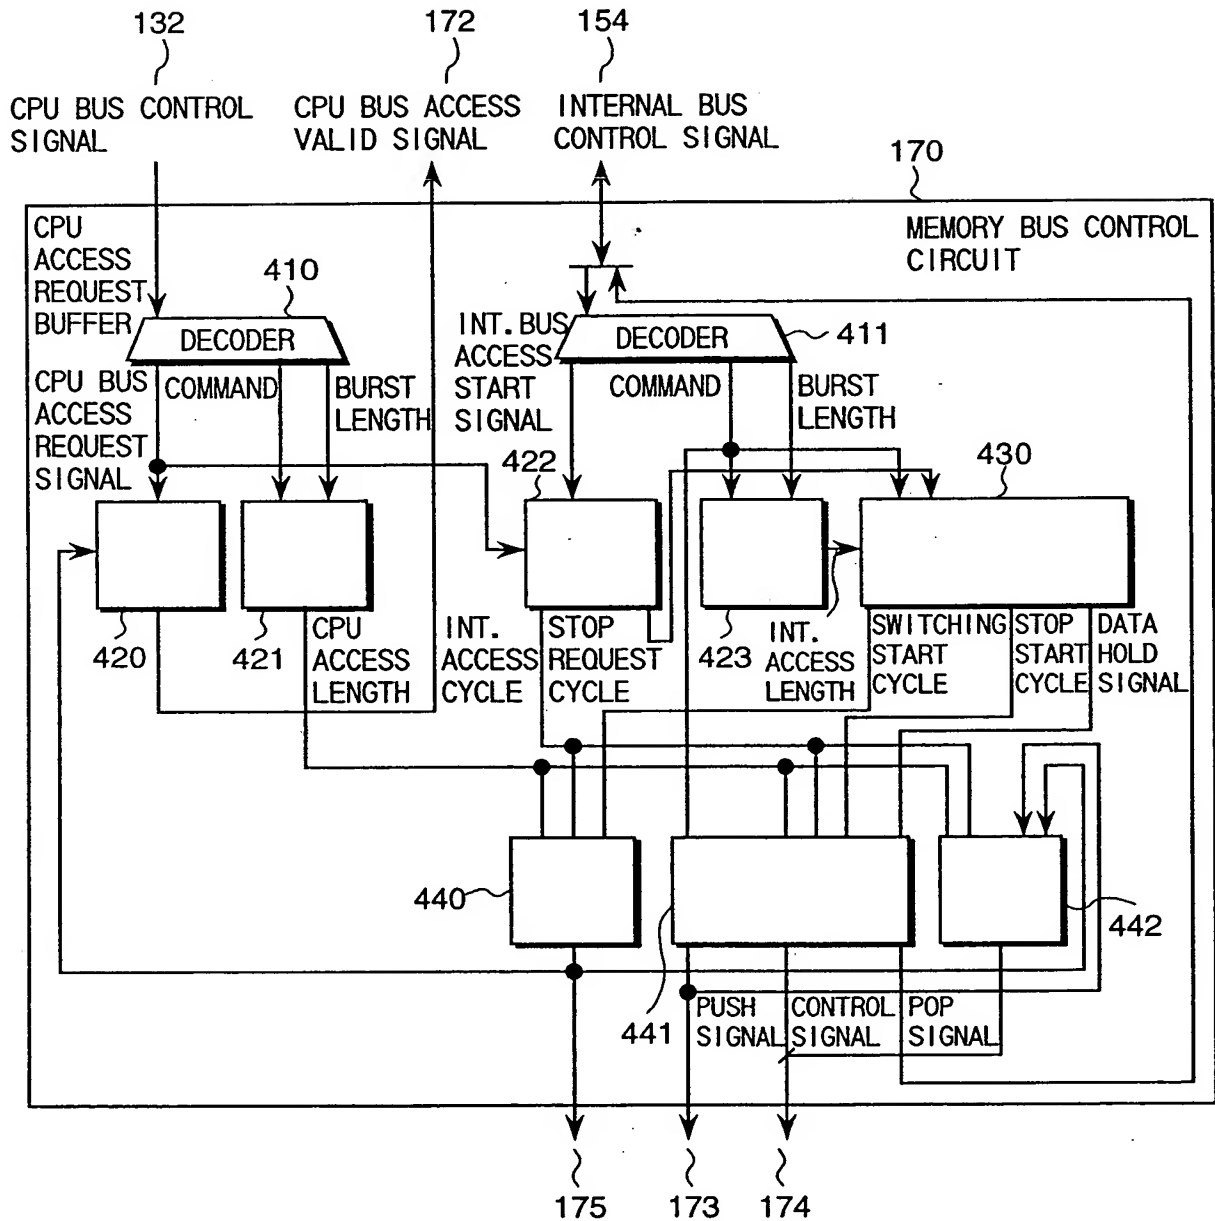 132
172
154
CPU BUS CONTROL
SIGNAL
CPU BUS ACCESS
VALID SIGNAL
INTERNAL BUS
CONTROL SIGNAL
170
MEMORY BUS CONTROL
CIRCUIT
CPU
ACCESS
REQUEST
BUFFER
410
DECODER
INT.BUS
ACCESS
START
SIGNAL
DECODER
411
CPU BUS
ACCESS
REQUEST
SIGNAL
COMMAND
BURST
LENGTH
COMMAND
BURST
LENGTH
422
430
420
421
423
CPU
ACCESS
LENGTH
INT.
ACCESS
CYCLE
STOP
REQUEST
CYCLE
INT.
ACCESS
LENGTH
SWITCHING
START
CYCLE
STOP
START
CYCLE
DATA
HOLD
SIGNAL
440
441
442
PUSH
SIGNAL
CONTROL
SIGNAL
POP
SIGNAL
175
173
174